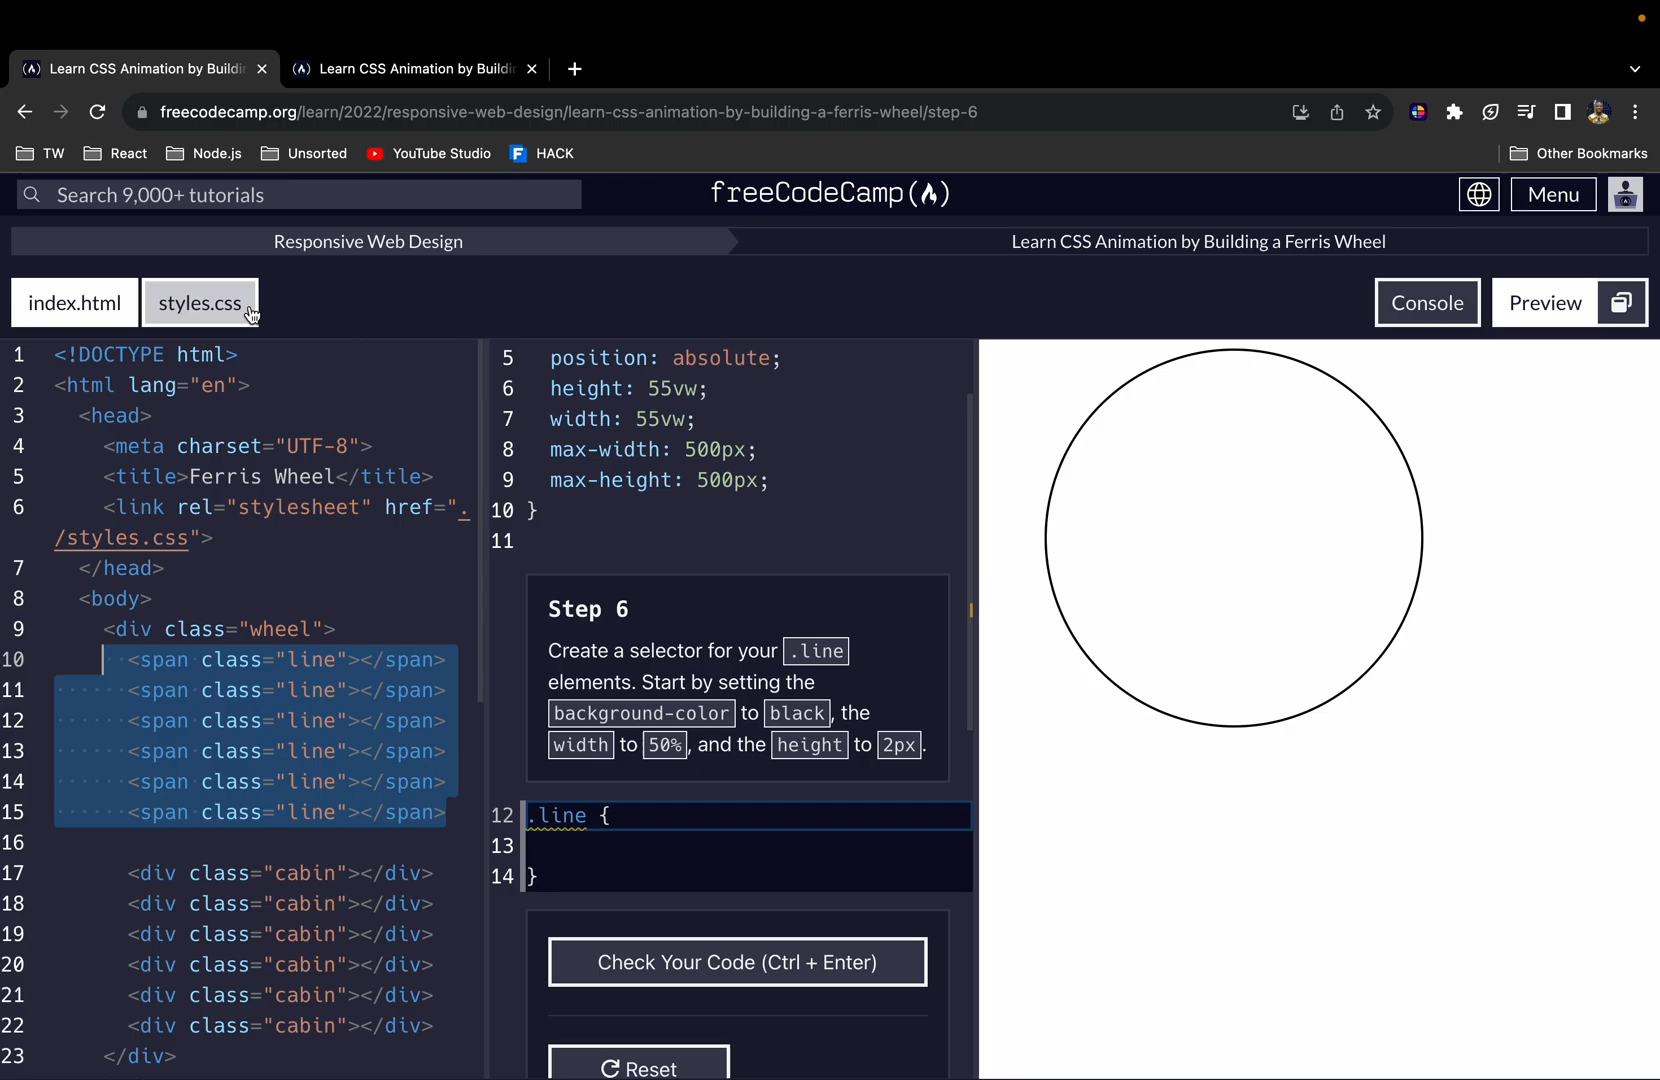 Learn CSS Animation by Buildin
Learn CSS Animation by Buildin
freecodecamp.org/learn/2022/responsive-web-design/learn-css-animation-by-building-a-ferris-wheel/step-6
TW
React
Node.js
Unsorted
YouTube Studio
HACK
Other Bookmarks
Search 9,000+ tutorials
freeCodeCamp
Menu
Responsive Web Design
Learn CSS Animation by Building a Ferris Wheel
index.html
styles.css
Console
Preview
1 <!DOCTYPE html>
2 <html lang="en">
3 <head>
4 <meta charset="UTF-8">
5 <title>Ferris Wheel</title>
6 <link rel="stylesheet" href=".
/styles.css">
7 </head>
8 <body>
9 <div class="wheel">
10 <span class="line"></span>
11 <span class="line"></span>
12 <span class="line"></span>
13 <span class="line"></span>
14 <span class="line"></span>
15 <span class="line"></span>
16
17 <div class="cabin"></div>
18 <div class="cabin"></div>
19 <div class="cabin"></div>
20 <div class="cabin"></div>
21 <div class="cabin"></div>
22 <div class="cabin"></div>
23 </div>
5 position: absolute;
6 height: 55vw;
7 width: 55vw;
8 max-width: 500px;
9 max-height: 500px;
10 }
11
Step 6
Create a selector for your .line
elements. Start by setting the
background-color to black, the
width to 50%, and the height to 2px.
12 .line {
13
14 }
Check Your Code (Ctrl + Enter)
Reset